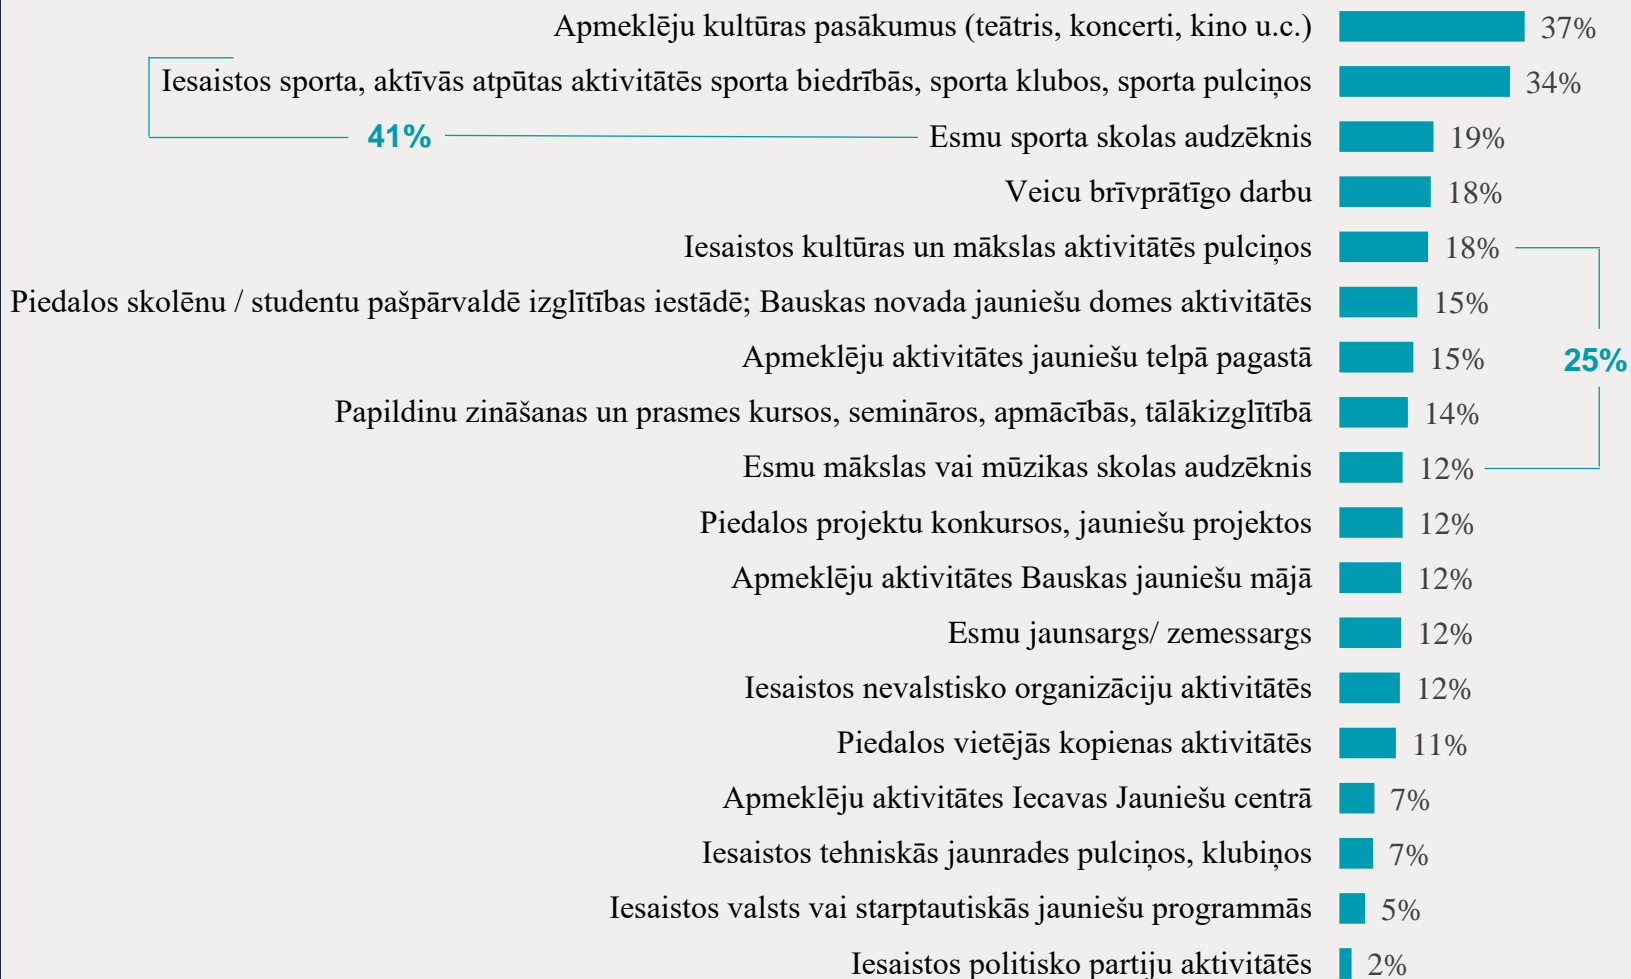 Apmeklēju kultūras pasākumus (teātris, koncerti, kino u.c.) 37%
Iesaistos sporta, aktīvās atpūtas aktivitātēs sporta biedrībās, sporta klubos, sporta pulciņos 34%
41% Esmu sporta skolas audzēknis 19%
Veicu brīvprātīgo darbu 18%
Iesaistos kultūras un mākslas aktivitātēs pulciņos 18%
Piedalos skolēnu / studentu pašpārvaldē izglītības iestādē; Bauskas novada jauniešu domes aktivitātēs 15%
Apmeklēju aktivitātes jauniešu telpā pagastā 15% 25%
Papildinu zināšanas un prasmes kursos, semināros, apmācībās, tālākizglītībā 14%
Esmu mākslas vai mūzikas skolas audzēknis 12%
Piedalos projektu konkursos, jauniešu projektos 12%
Apmeklēju aktivitātes Bauskas jauniešu mājā 12%
Esmu jaunsargs/ zemessargs 12%
Iesaistos nevalstisko organizāciju aktivitātēs 12%
Piedalos vietējās kopienas aktivitātēs 11%
Apmeklēju aktivitātes Iecavas Jauniešu centrā 7%
Iesaistos tehniskās jaunrades pulciņos, klubiņos 7%
Iesaistos valsts vai starptautiskās jauniešu programmās 5%
Iesaistos politisko partiju aktivitātēs 2%